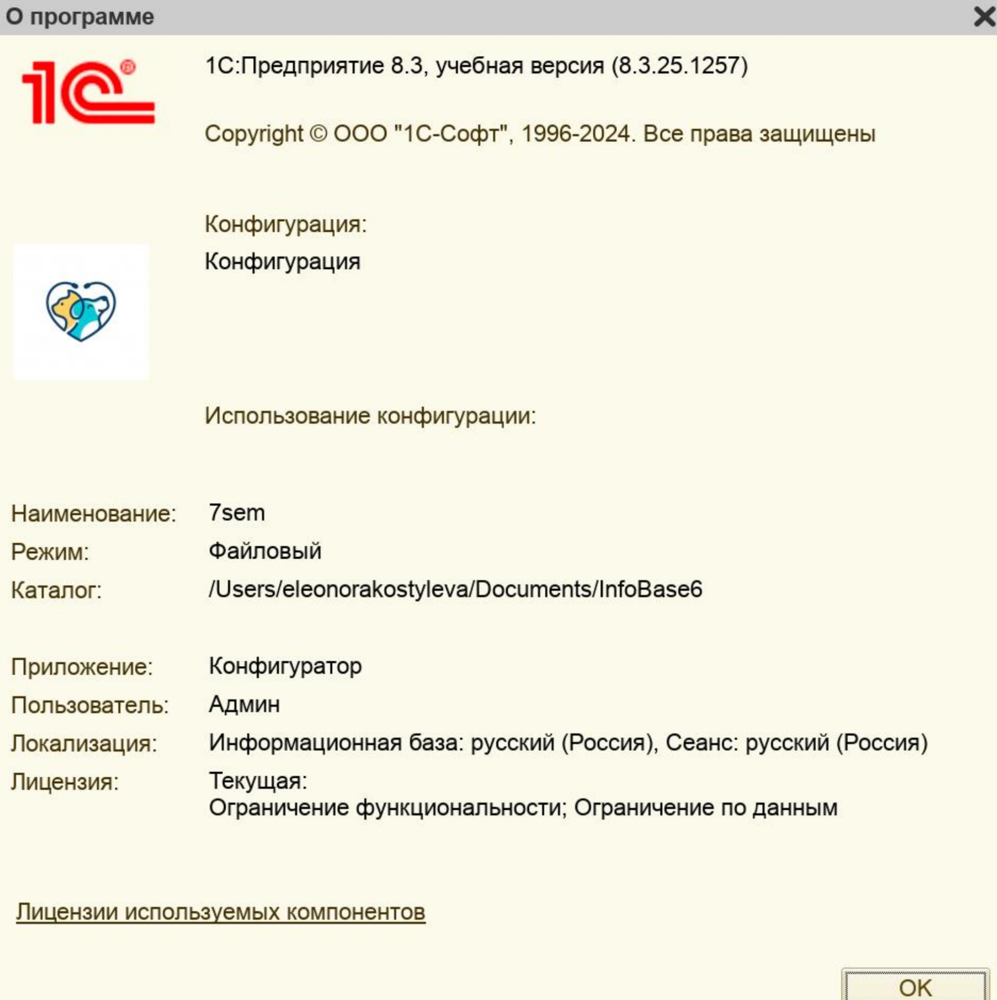 О программе
1С®
1С:Предприятие 8.3, учебная версия (8.3.25.1257)
Copyright © ООО "1С-Софт", 1996-2024. Все права защищены
Конфигурация:
Конфигурация
Использование конфигурации:
Наименование: 7sem
Режим: Файловый
Каталог: /Users/eleonorakostyleva/Documents/InfoBase6
Приложение: Конфигуратор
Пользователь: Админ
Локализация: Информационная база: русский (Россия), Сеанс: русский (Россия)
Лицензия: Текущая:
Ограничение функциональности; Ограничение по данным
Лицензии используемых компонентов
OK